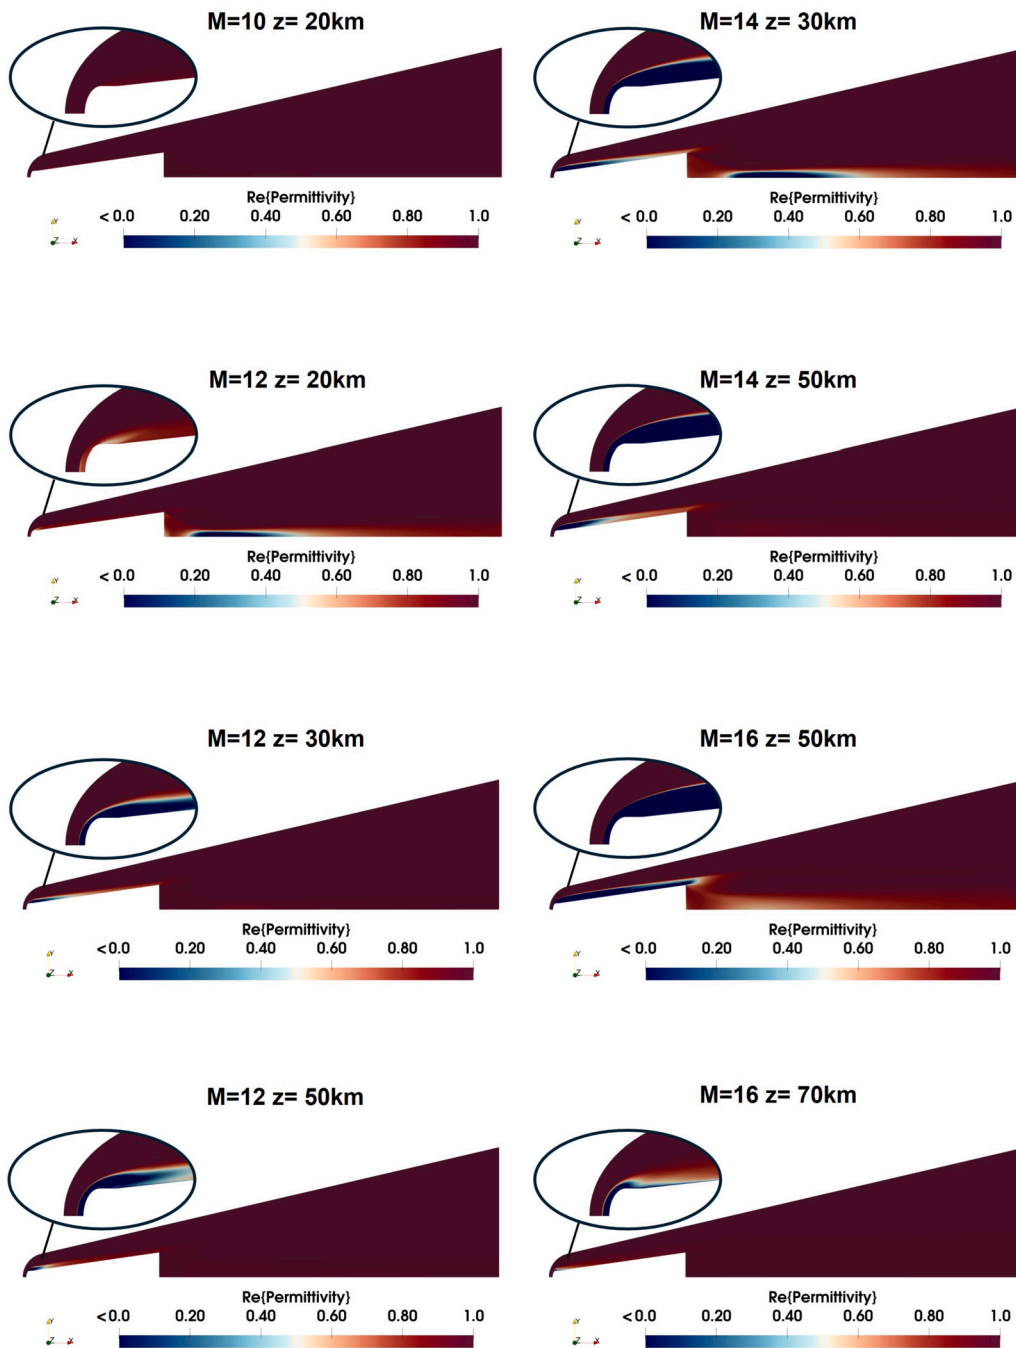 M=10 z= 20km
Re{Permittivity}
< 0.0 0.20 0.40 0.60 0.80 1.0
Y
Z X
M=14 z= 30km
Re{Permittivity}
< 0.0 0.20 0.40 0.60 0.80 1.0
Y
Z X
M=12 z= 20km
Re{Permittivity}
< 0.0 0.20 0.40 0.60 0.80 1.0
Y
Z X
M=14 z= 50km
Re{Permittivity}
< 0.0 0.20 0.40 0.60 0.80 1.0
Y
Z X
M=12 z= 30km
Re{Permittivity}
< 0.0 0.20 0.40 0.60 0.80 1.0
Y
Z X
M=16 z= 50km
Re{Permittivity}
< 0.0 0.20 0.40 0.60 0.80 1.0
Y
Z X
M=12 z= 50km
Re{Permittivity}
< 0.0 0.20 0.40 0.60 0.80 1.0
Y
Z X
M=16 z= 70km
Re{Permittivity}
< 0.0 0.20 0.40 0.60 0.80 1.0
Y
Z X